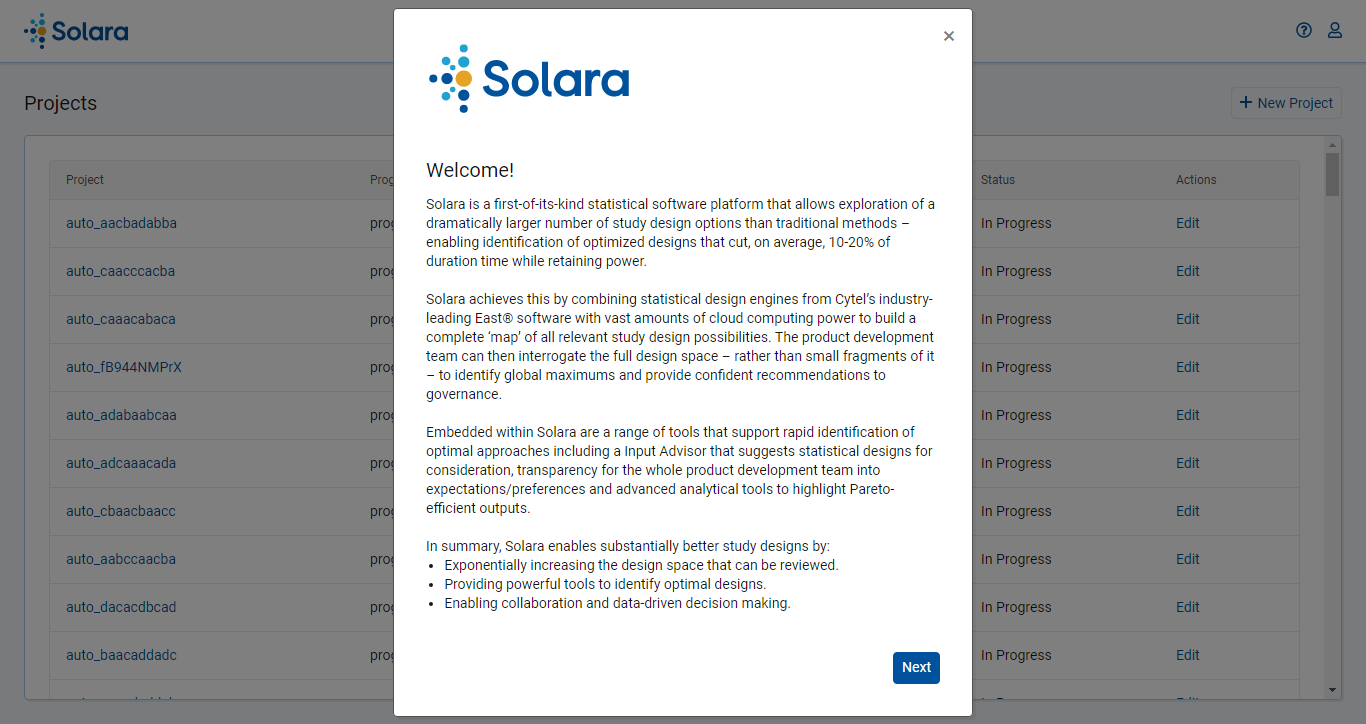 Solara
Solara
Projects
New Project
Welcome!
Solara is a first-of-its-kind statistical software platform that allows exploration of a
dramatically larger number of study design options than traditional methods –
enabling identification of optimized designs that cut, on average, 10-20% of
duration time while retaining power.
Solara achieves this by combining statistical design engines from Cytel's industry-
leading East® software with vast amounts of cloud computing power to build a
complete ‘map’ of all relevant study design possibilities. The product development
team can then interrogate the full design space – rather than small fragments of it
– to identify global maximums and provide confident recommendations to
governance.
Embedded within Solara are a range of tools that support rapid identification of
optimal approaches including a Input Advisor that suggests statistical designs for
consideration, transparency for the whole product development team into
expectations/preferences and advanced analytical tools to highlight Pareto-
efficient outputs.
In summary, Solara enables substantially better study designs by:
• Exponentially increasing the design space that can be reviewed.
• Providing powerful tools to identify optimal designs.
• Enabling collaboration and data-driven decision making.
Next
Project Status Actions
auto_aacbadabba In Progress Edit
auto_caacccacba In Progress Edit
auto_caaacabaca In Progress Edit
auto_fB944NMPrX In Progress Edit
auto_adabaabcaa In Progress Edit
auto_adcaaacada In Progress Edit
auto_cbaacbaacc In Progress Edit
auto_aabccaacba In Progress Edit
auto_dacacdbcad In Progress Edit
auto_baacaddadc In Progress Edit